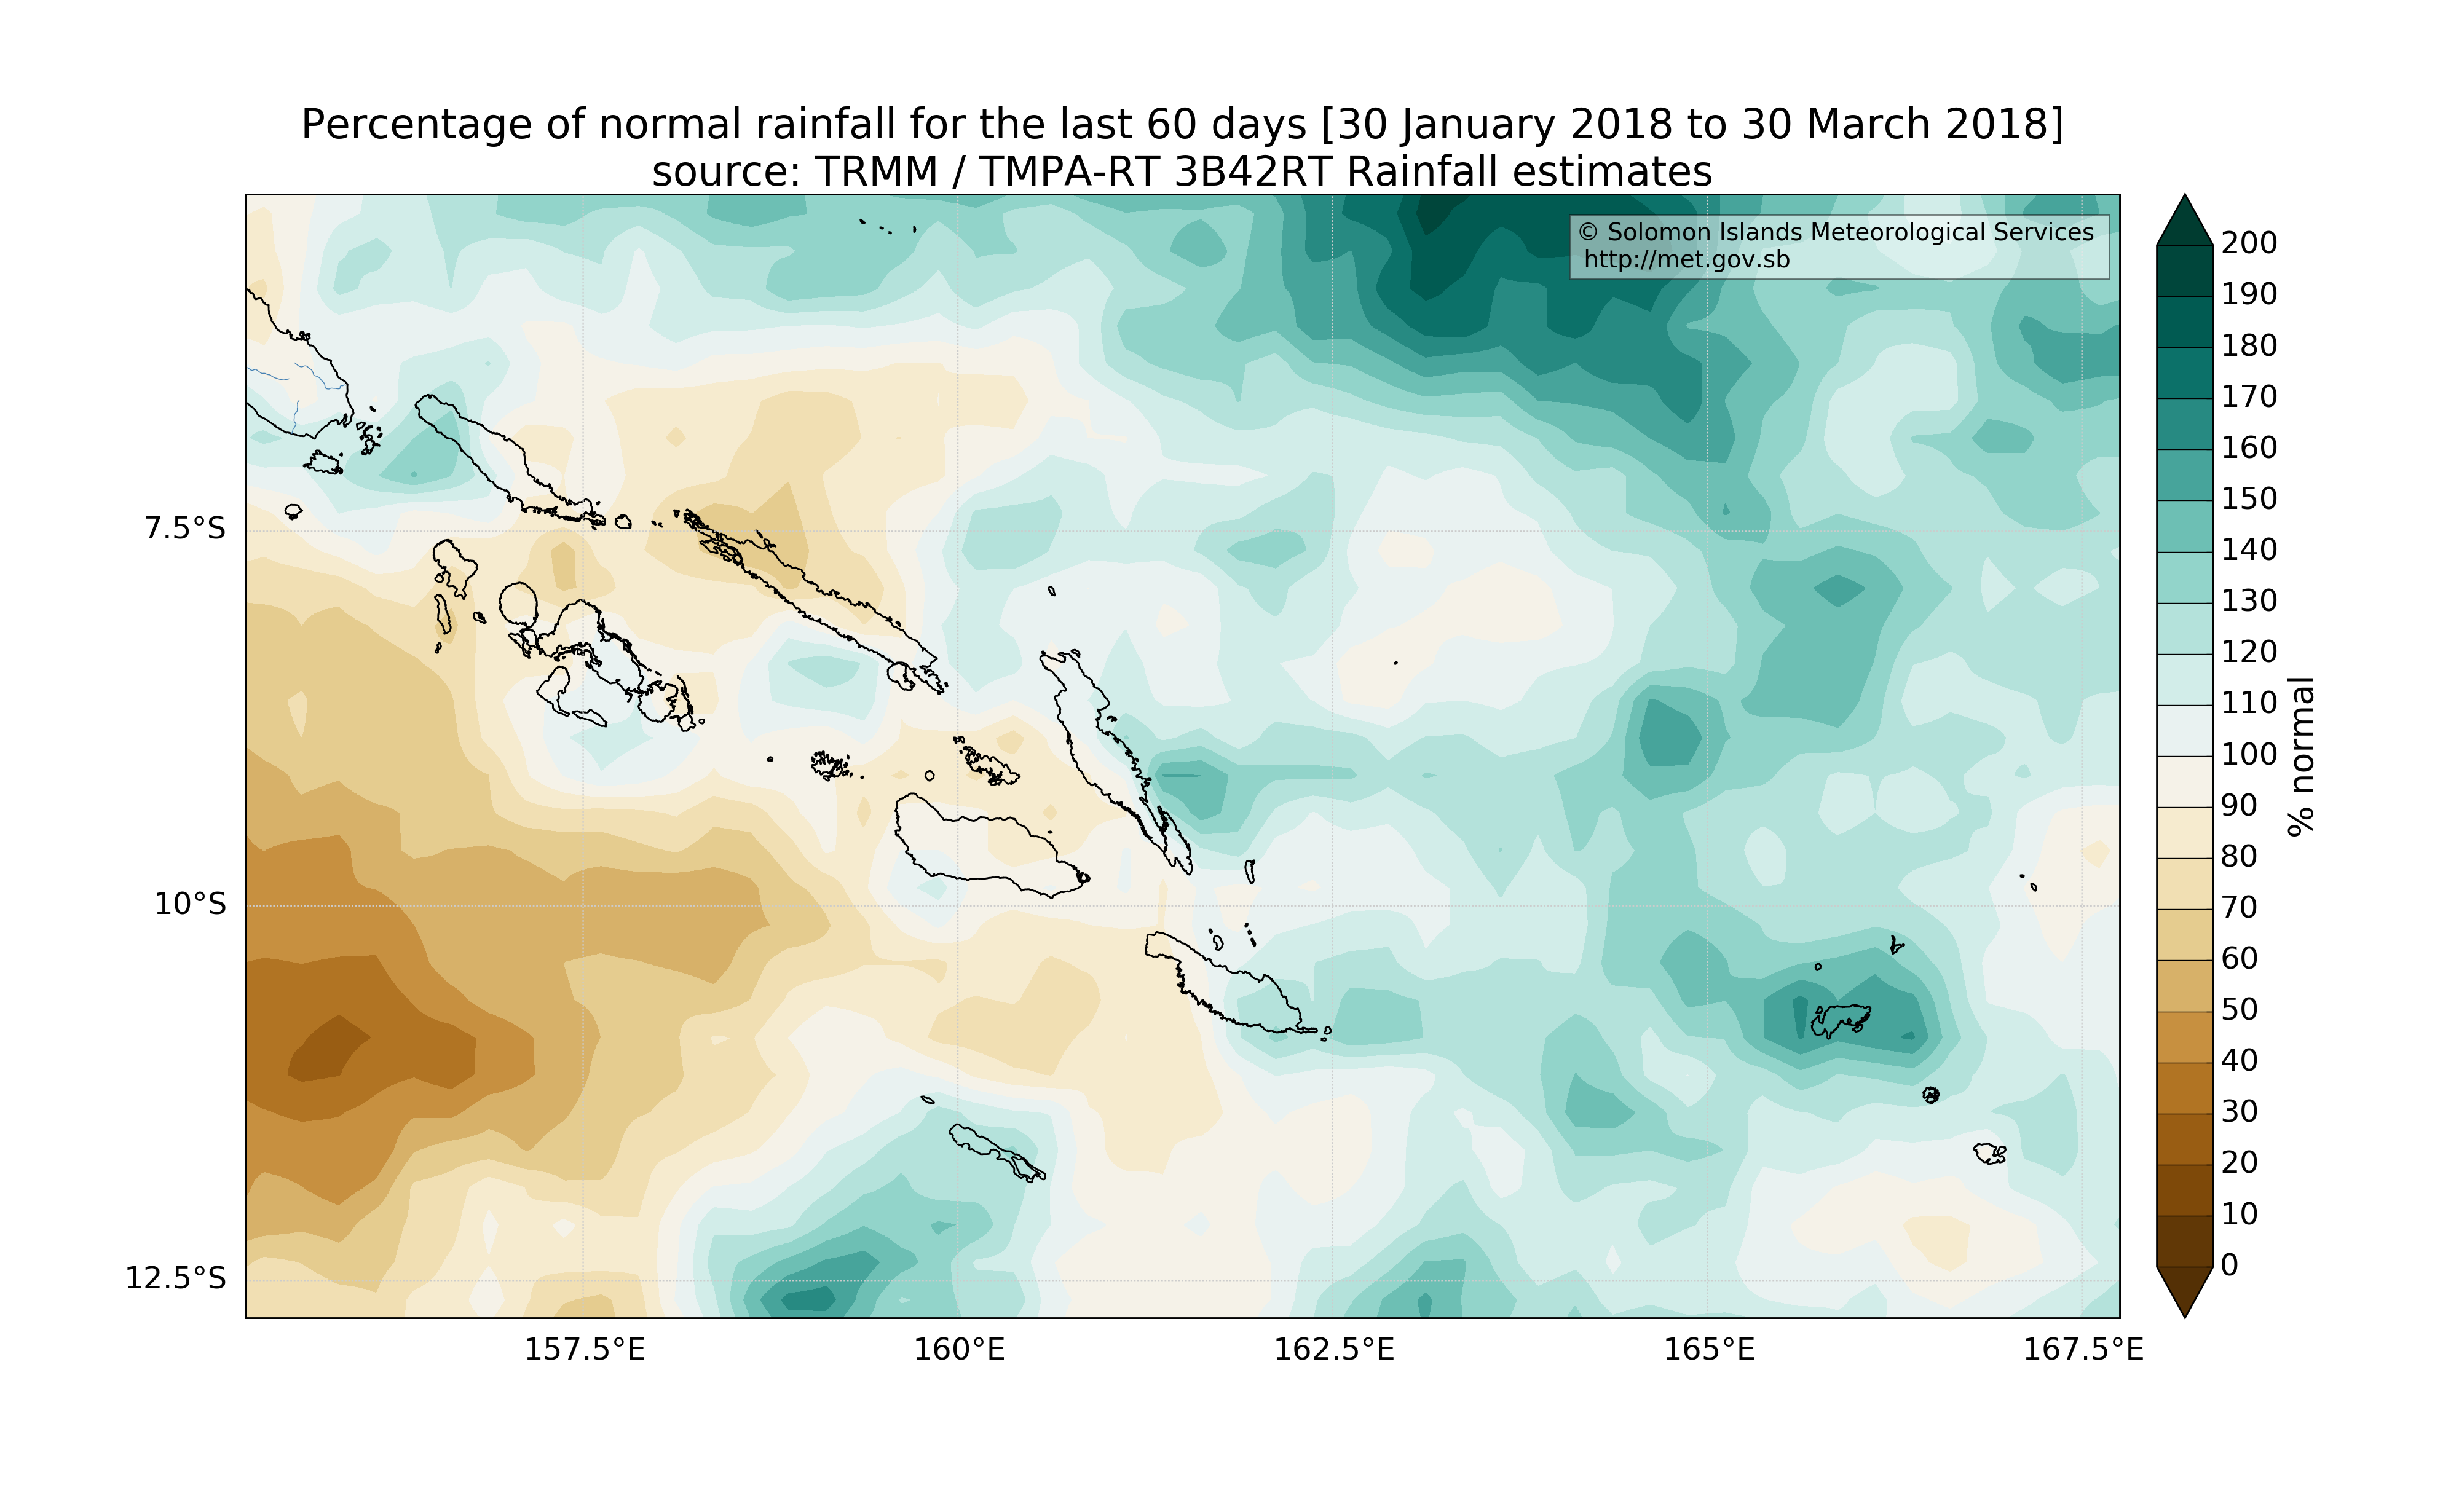 Percentage of normal rainfall for the last 60 days [30 January 2018 to 30 March 2018]
source: TRMM / TMPA-RT 3B42RT Rainfall estimates
© Solomon Islands Meteorological Services
http://met.gov.sb
7.5°S
10°S
12.5°S
157.5°E
160°E
162.5°E
165°E
167.5°E
200
190
180
170
160
150
140
130
120
110
100
90
80
70
60
50
40
30
20
10
0
% normal